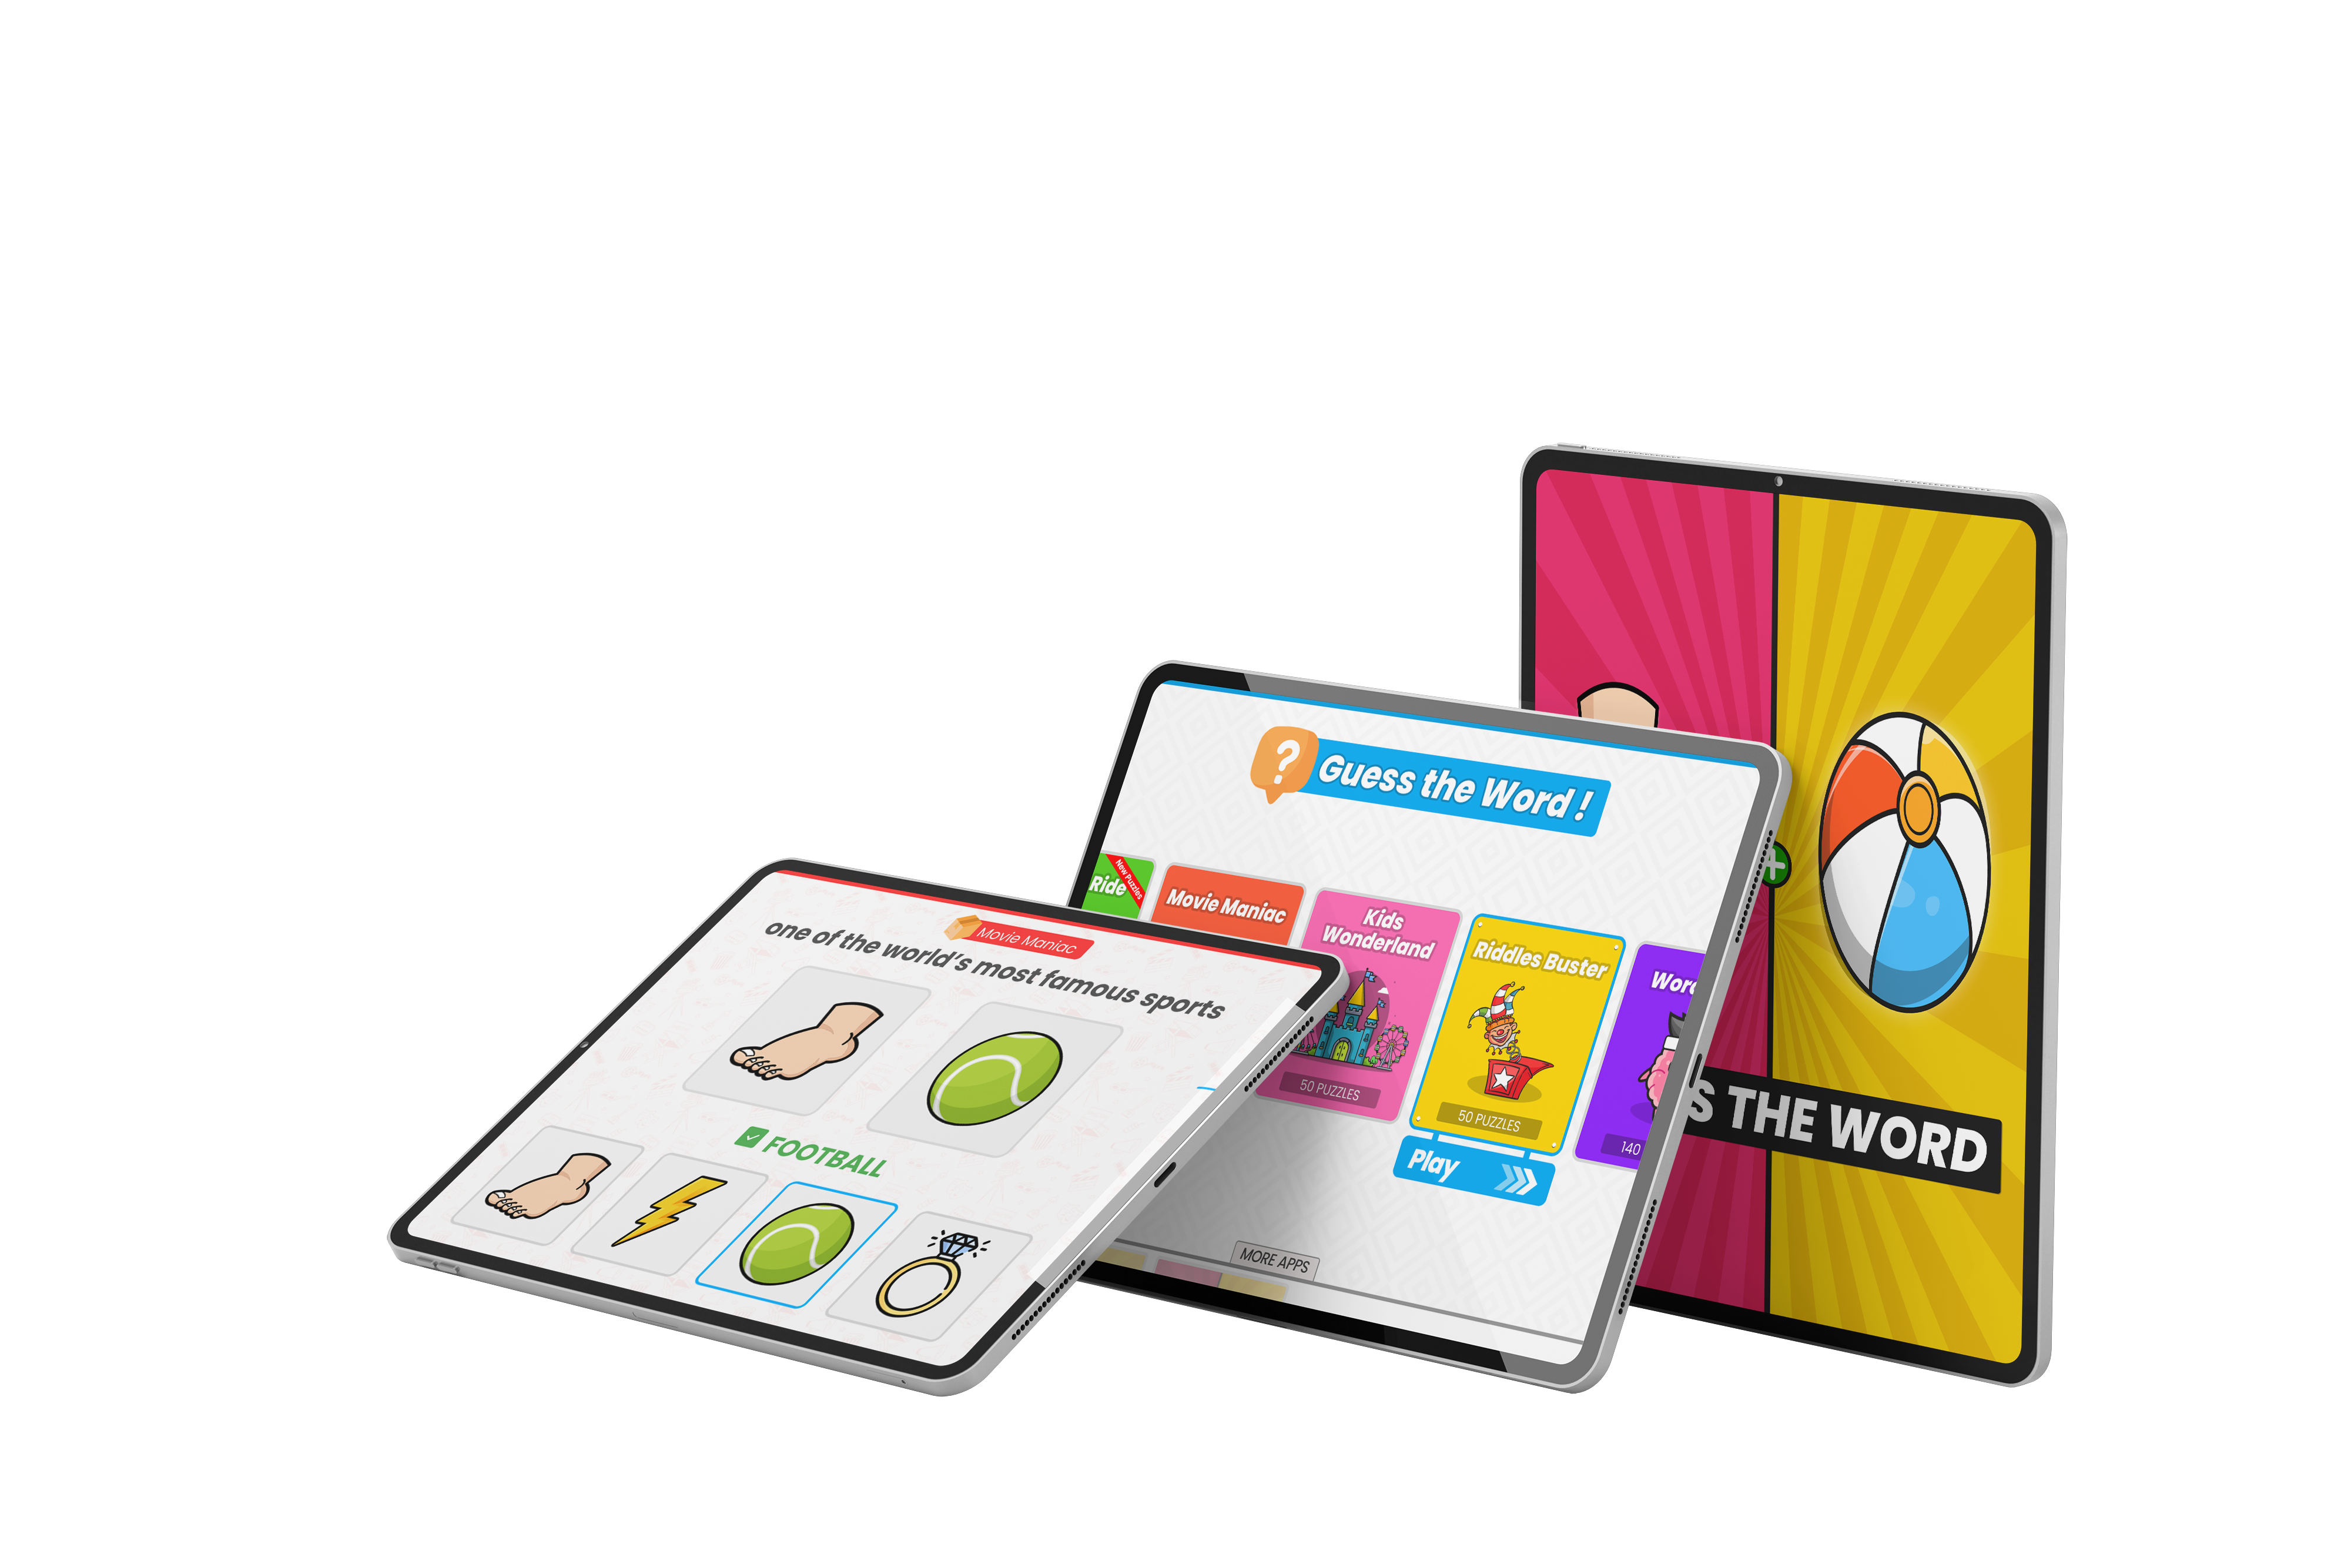 Movie Maniac
one of the world's most famous sports
FOOTBALL
? Guess the Word !
Ride
New Puzzles
Movie Maniac
Kids
Wonderland
50 PUZZLES
Riddles Buster
50 PUZZLES
Play
140
MORE APPS
S THE WORD